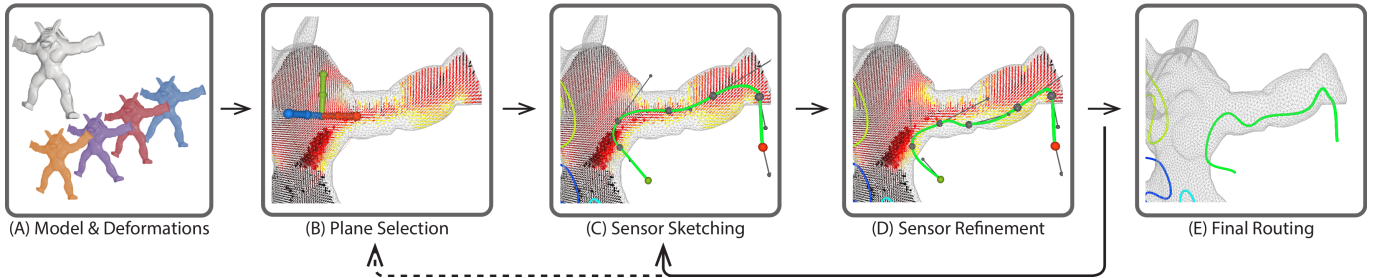 (A) Model & Deformations
(B) Plane Selection
(C) Sensor Sketching
(D) Sensor Refinement
(E) Final Routing